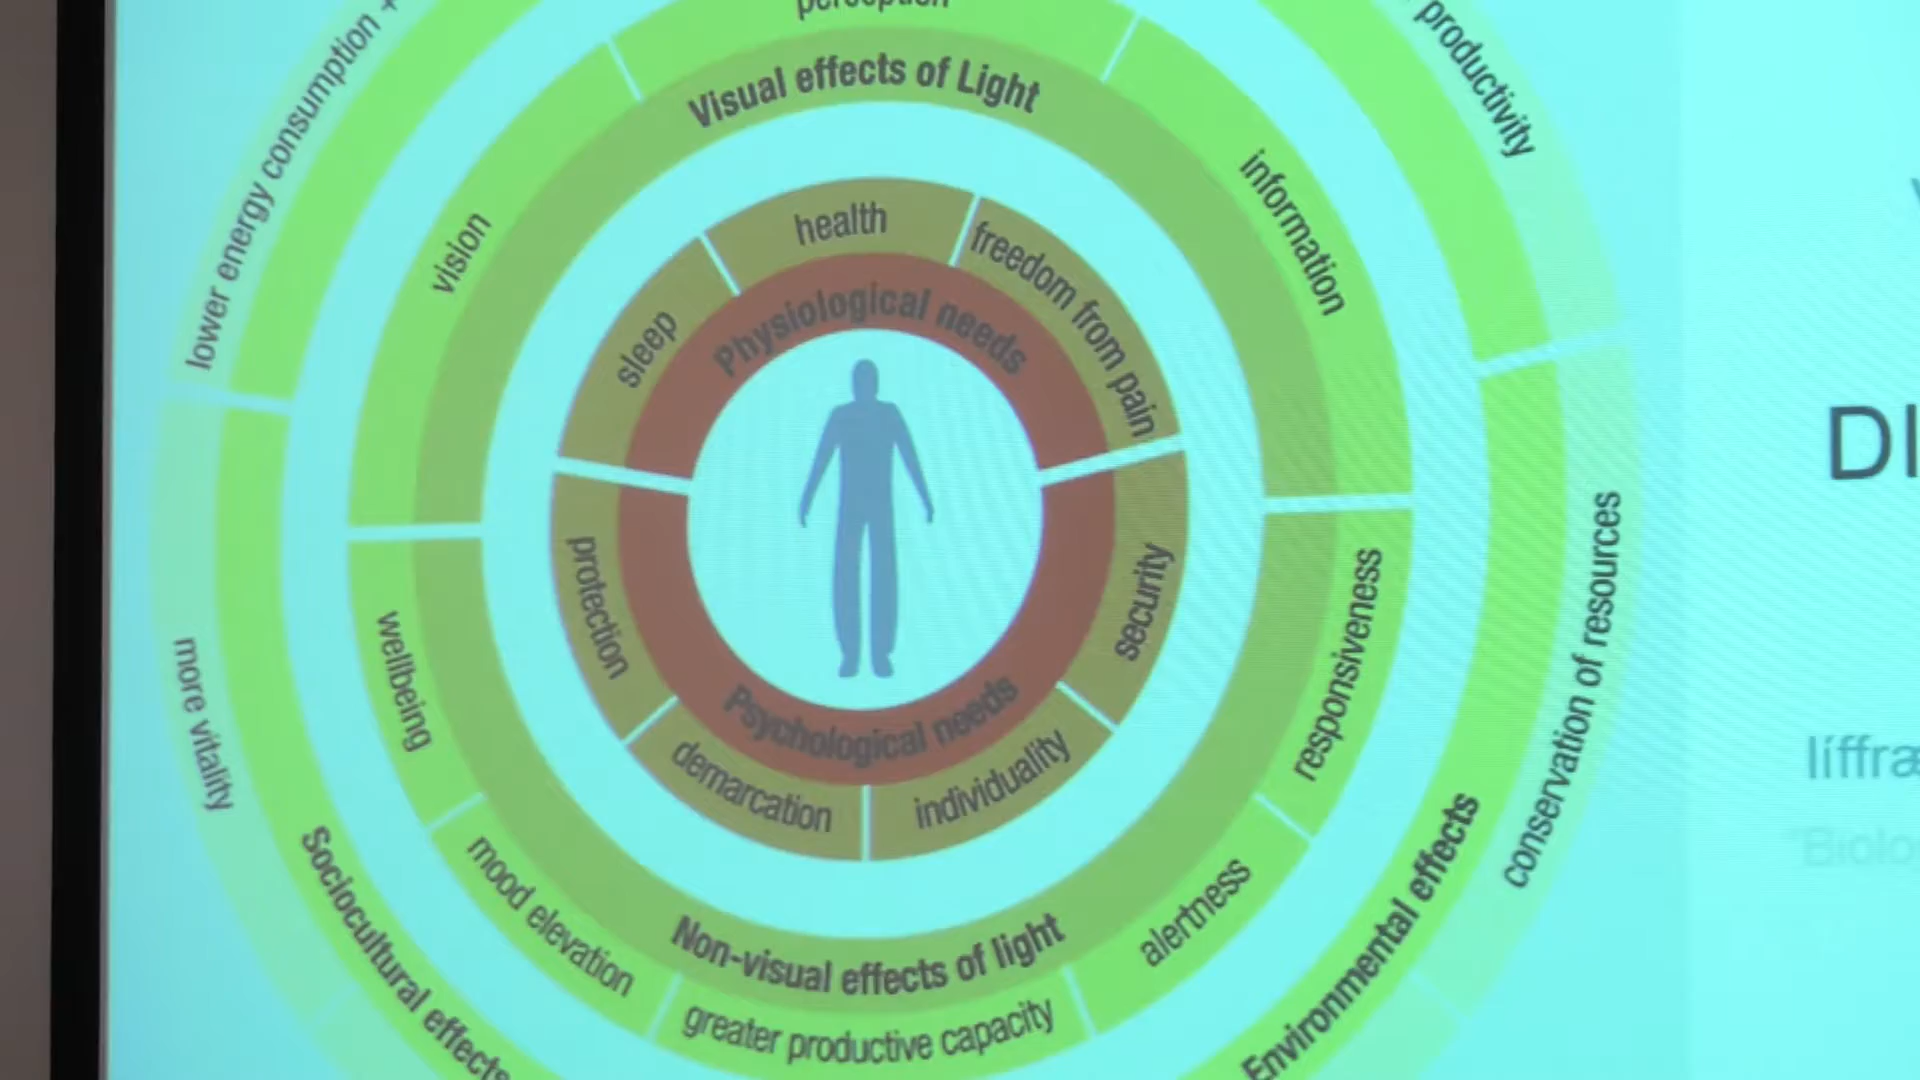 perception
lower energy consumption
productivity
Visual effects of Light
vision
information
health
freedom from pain
sleep
Physiological needs
DI
protection
security
wellbeing
responsiveness
conservation of resources
more vitality
Psychological needs
demarcation
individuality
líffræ
Biolo
mood elevation
alertness
Non-visual effects of light
greater productive capacity
Sociocultural effects
Environmental effects